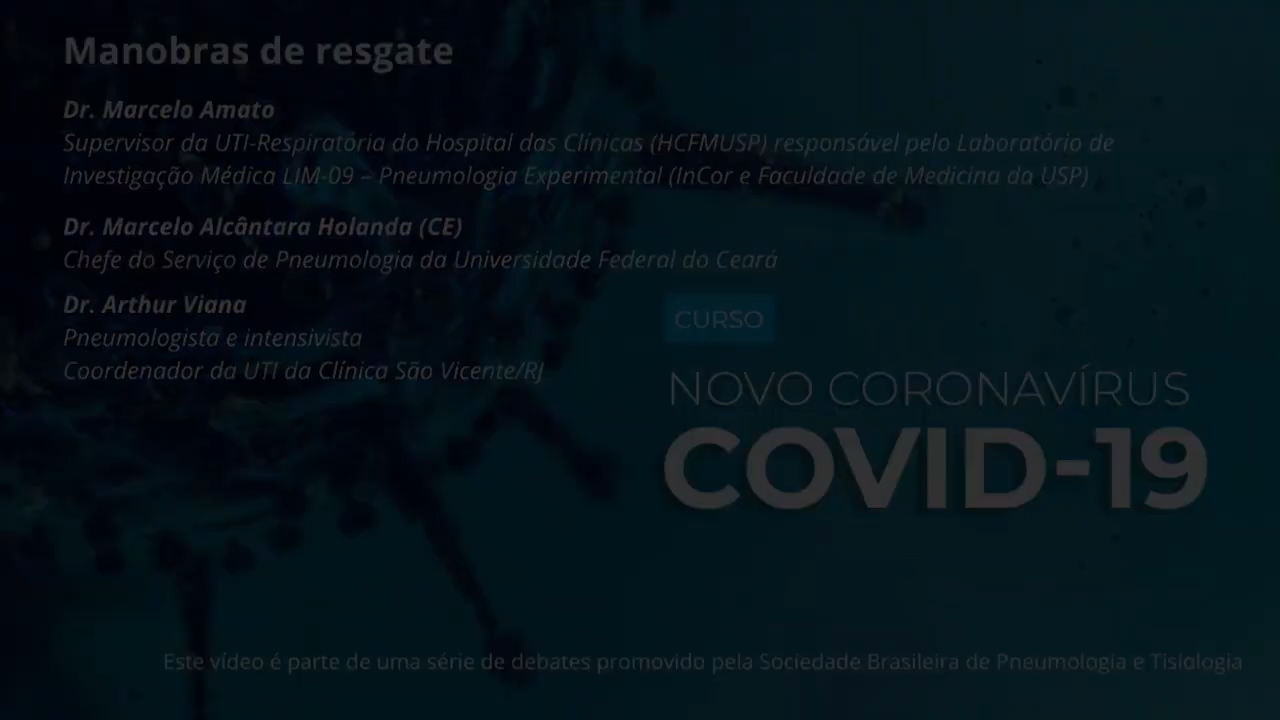 Manobras de resgate
Dr. Marcelo Amato
Supervisor da UTI-Respiratória do Hospital das Clínicas (HCFMUSP) responsável pelo Laboratório de
Investigação Médica LIM-09 – Pneumologia Experimental (InCor e Faculdade de Medicina da USP)
Dr. Marcelo Alcântara Holanda (CE)
Chefe do Serviço de Pneumologia da Universidade Federal do Ceará
Dr. Arthur Viana
Pneumologista e intensivista
Coordenador da UTI da Clínica São Vicente/RJ
CURSO
NOVO CORONAVÍRUS
COVID-19
Este vídeo é parte de uma série de debates promovido pela Sociedade Brasileira de Pneumologia e Tisiologia